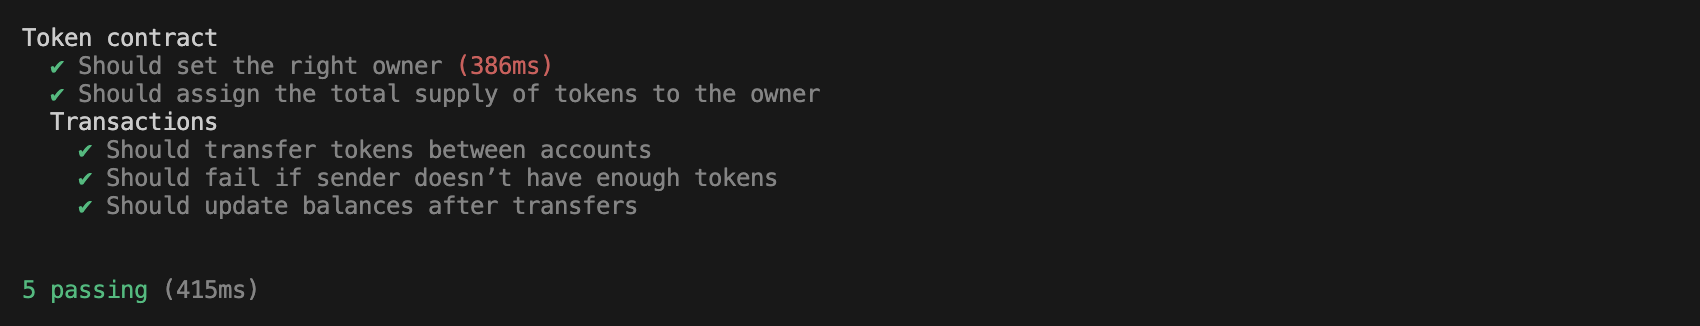 Token contract
✔ Should set the right owner (386ms)
✔ Should assign the total supply of tokens to the owner
Transactions
✔ Should transfer tokens between accounts
✔ Should fail if sender doesn’t have enough tokens
✔ Should update balances after transfers
5 passing (415ms)